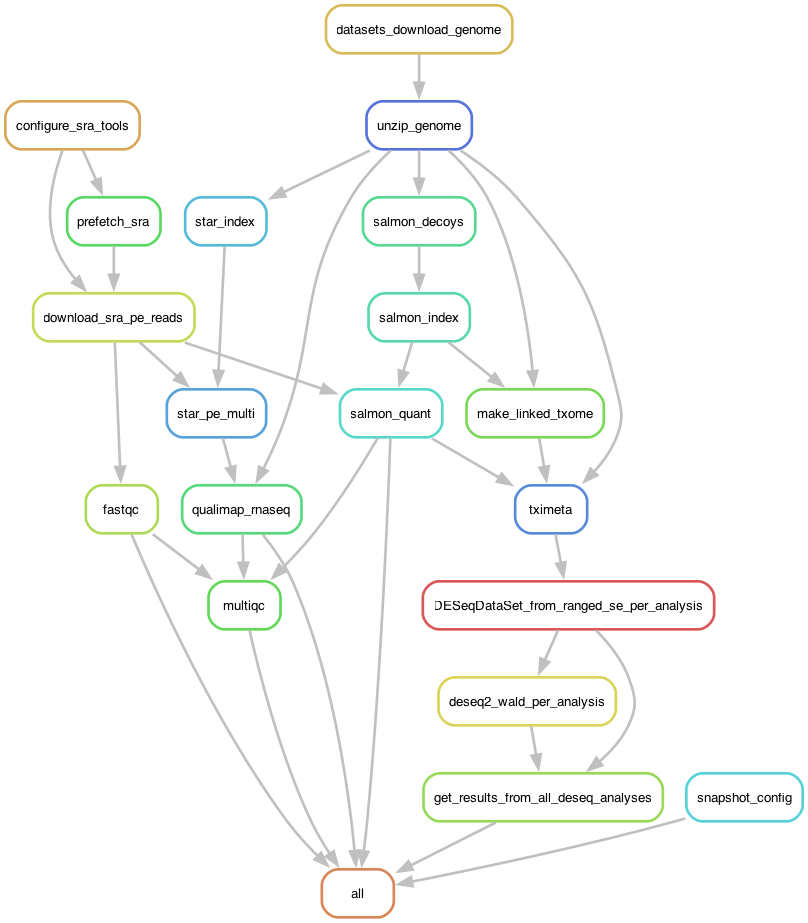 datasets_download_genome
configure_sra_tools
unzip_genome
prefetch_sra
star_index
salmon_decoys
download_sra_pe_reads
salmon_index
star_pe_multi
salmon_quant
make_linked_txome
fastqc
qualimap_rnaseq
tximeta
multiqc
DESeqDataSet_from_ranged_se_per_analysis
deseq2_wald_per_analysis
get_results_from_all_deseq_analyses
snapshot_config
all